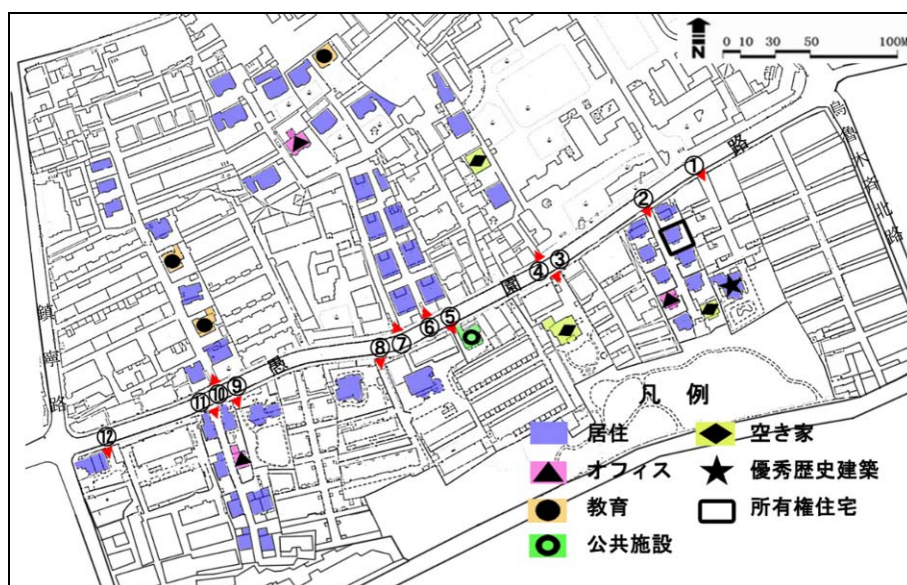 0 10 30 50 100M
N
①
路
烏魯木斉北路
②
③
④
園
⑤
⑥
⑦
⑧
愚
鎮寧路
⑨
⑩
⑪
⑫
凡 例
居住
空き家
オフィス
優秀歴史建築
教育
所有権住宅
公共施設